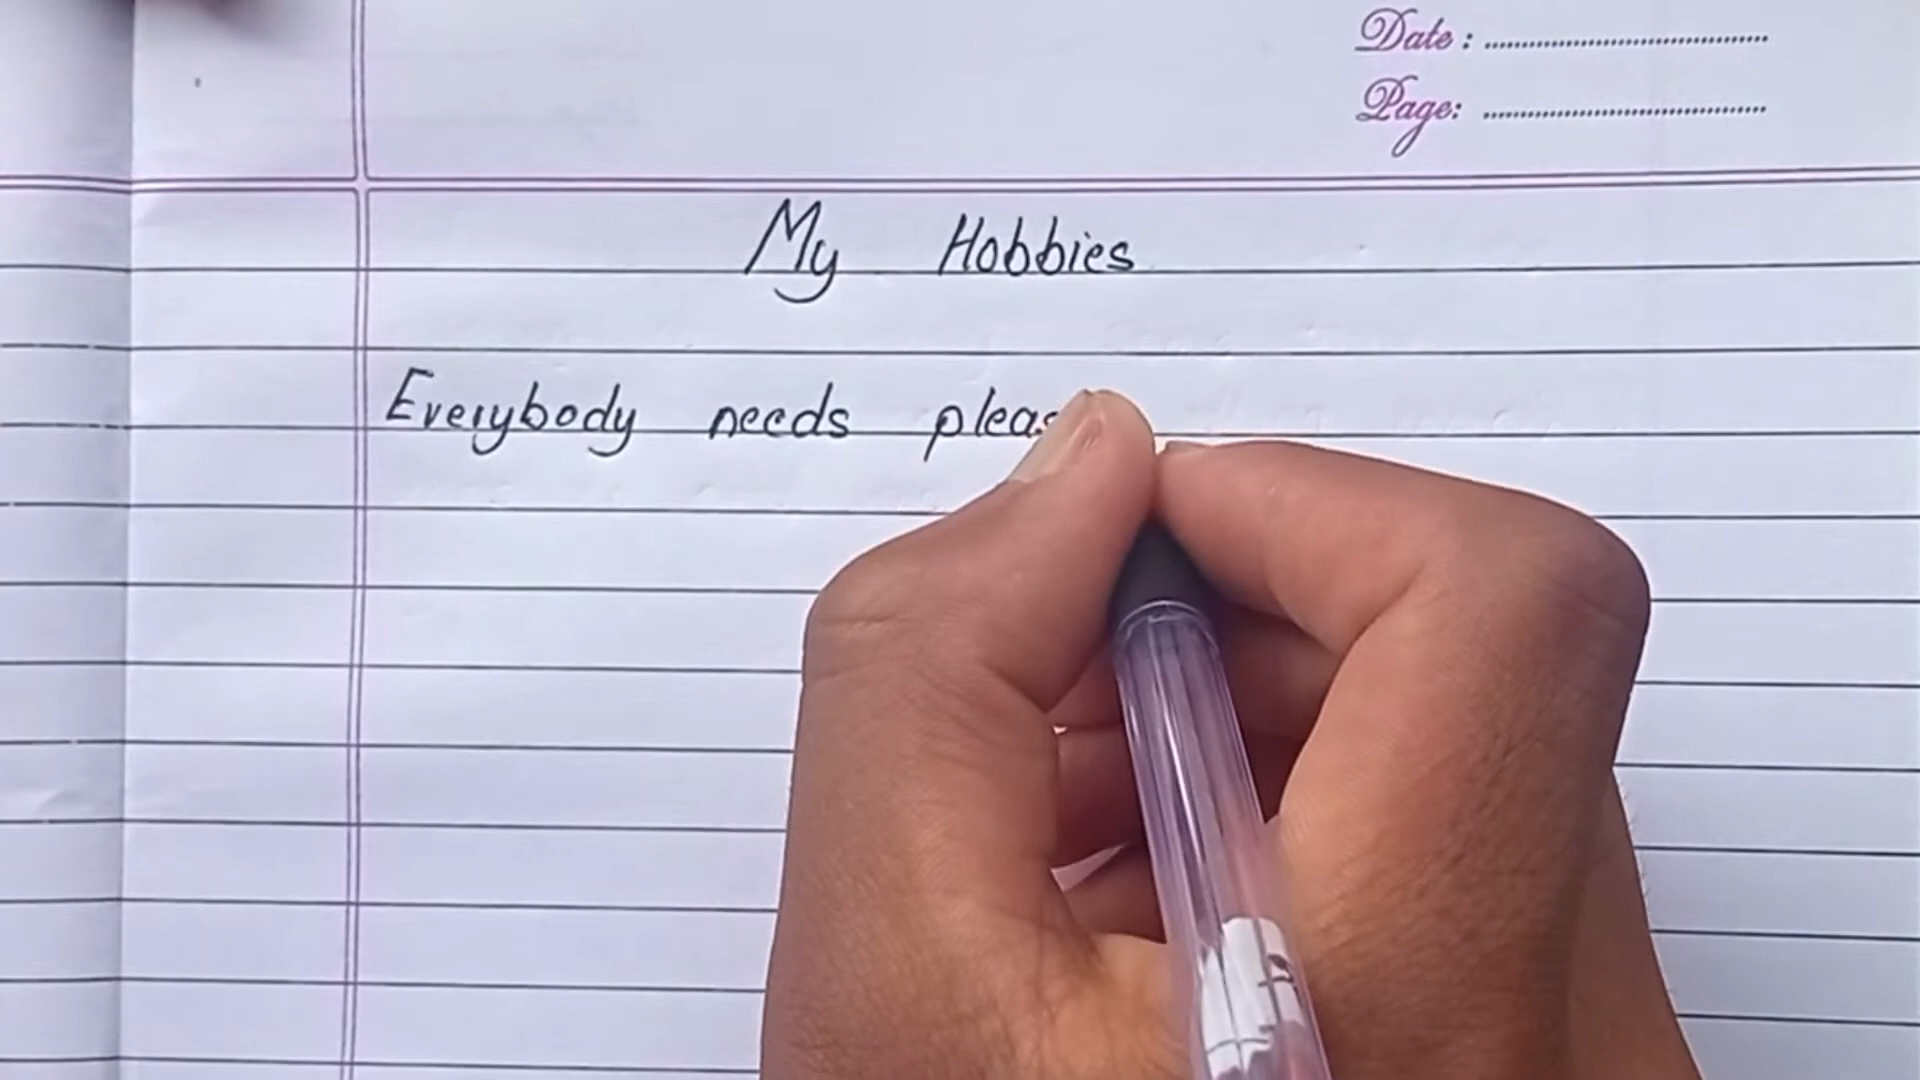 Date : ........................................
Page: ........................................
My Hobbies
Everybody needs pleas